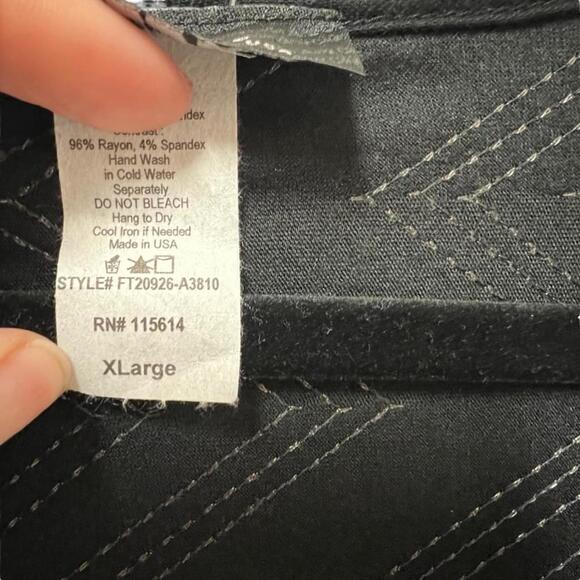 Contrast:
96% Rayon, 4% Spandex
Hand Wash
in Cold Water
Separately
DO NOT BLEACH
Hang to Dry
Cool Iron if Needed
Made in USA
STYLE# FT20926-A3810
RN# 115614
XLarge